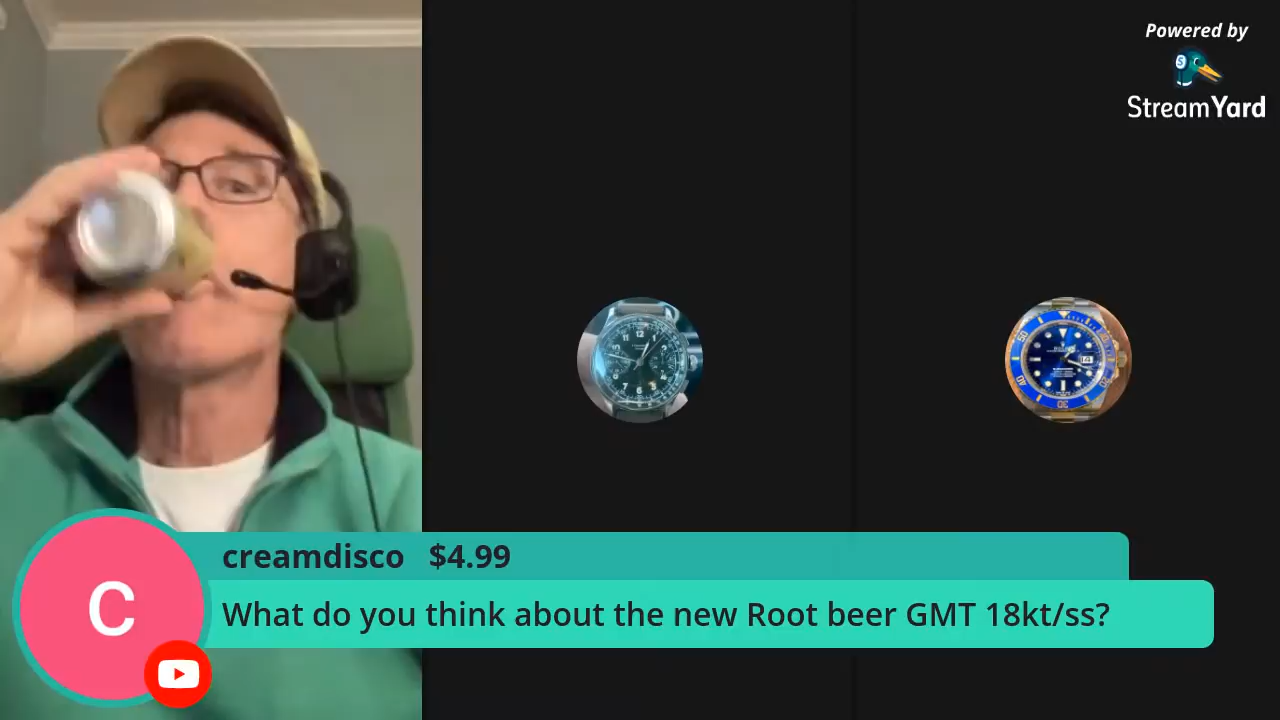 Powered by
StreamYard
creamdisco $4.99
What do you think about the new Root beer GMT 18kt/ss?
C